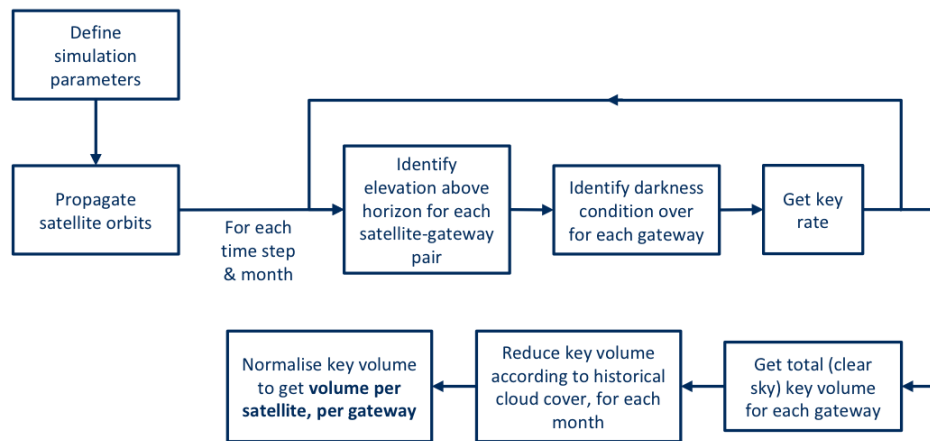 Define
simulation
parameters
Propagate
satellite orbits
For each
time step
& month
Identify
elevation above
horizon for each
satellite-gateway
pair
Identify darkness
condition over
for each gateway
Get key
rate
Normalise key volume
to get volume per
satellite, per gateway
Reduce key volume
according to historical
cloud cover, for each
month
Get total (clear
sky) key volume
for each gateway